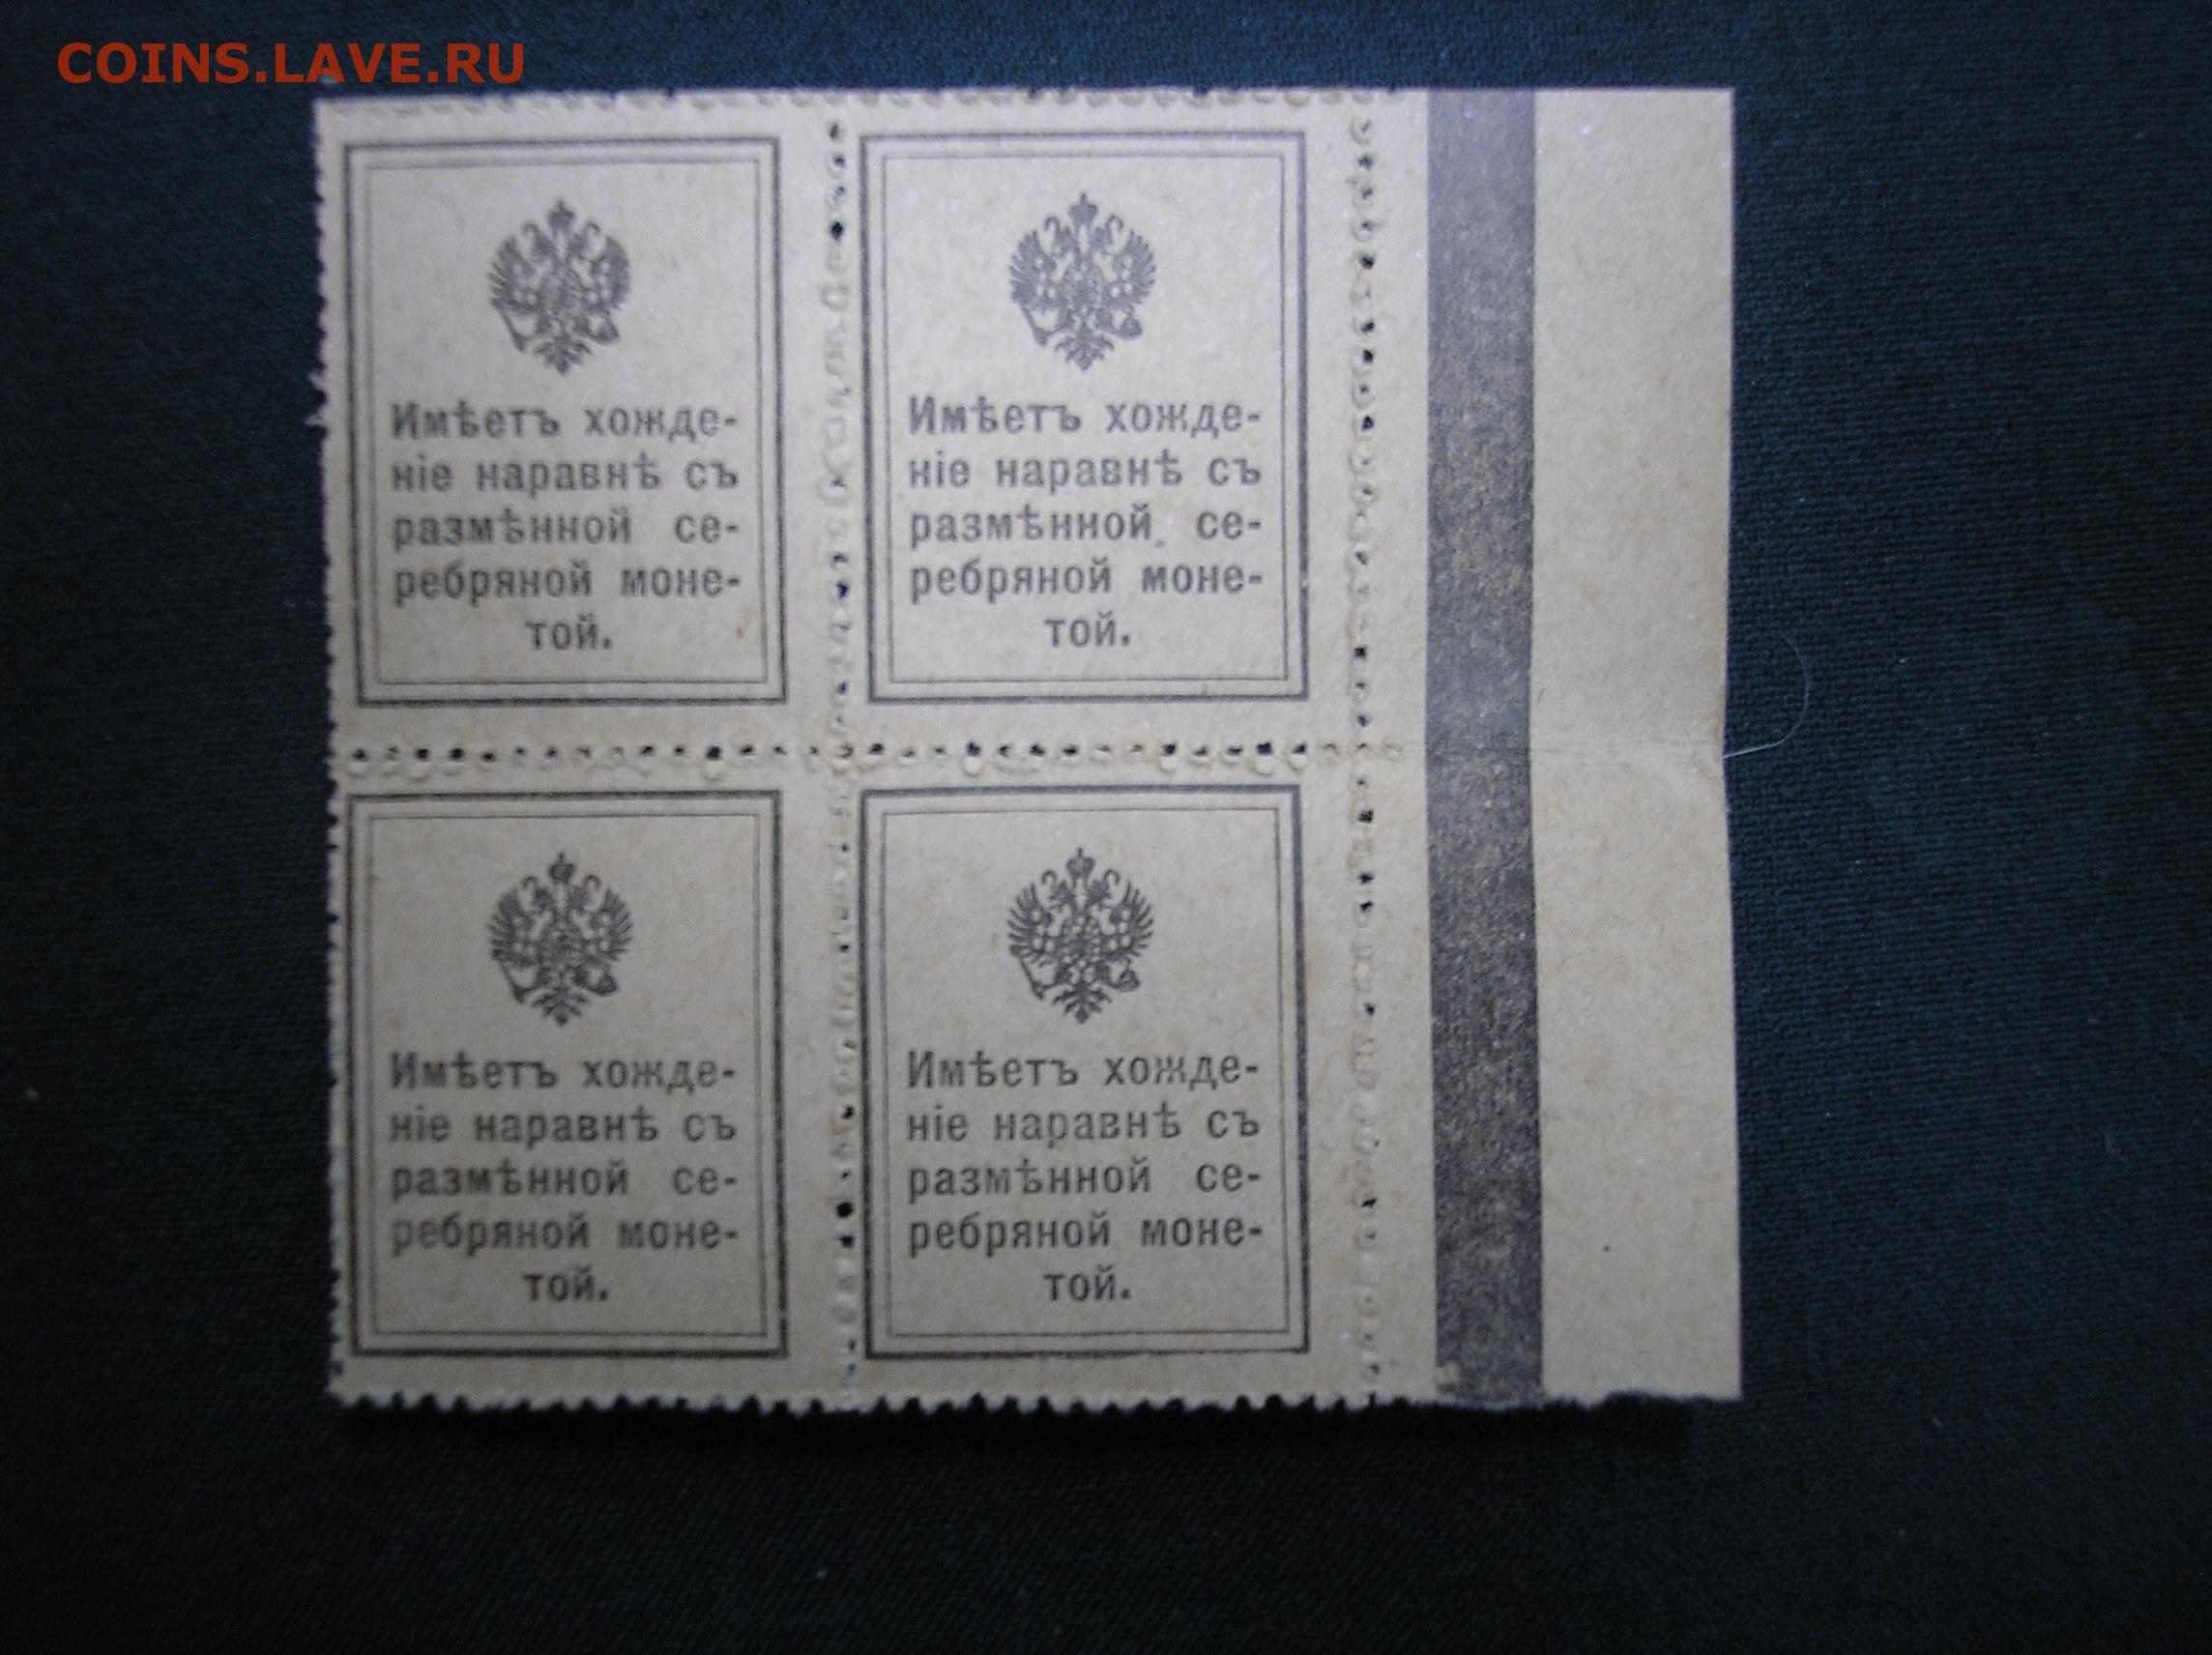 COINS.LAVE.RU
Имѣетъ хожде-
ніе наравнѣ съ
размѣнной се-
ребряной моне-
той.
Имѣетъ хожде-
ніе наравнѣ съ
размѣнной се-
ребряной моне-
той.
Имѣетъ хожде-
ніе наравнѣ съ
размѣнной се-
ребряной моне-
той.
Имѣетъ хожде-
ніе наравнѣ съ
размѣнной се-
ребряной моне-
той.